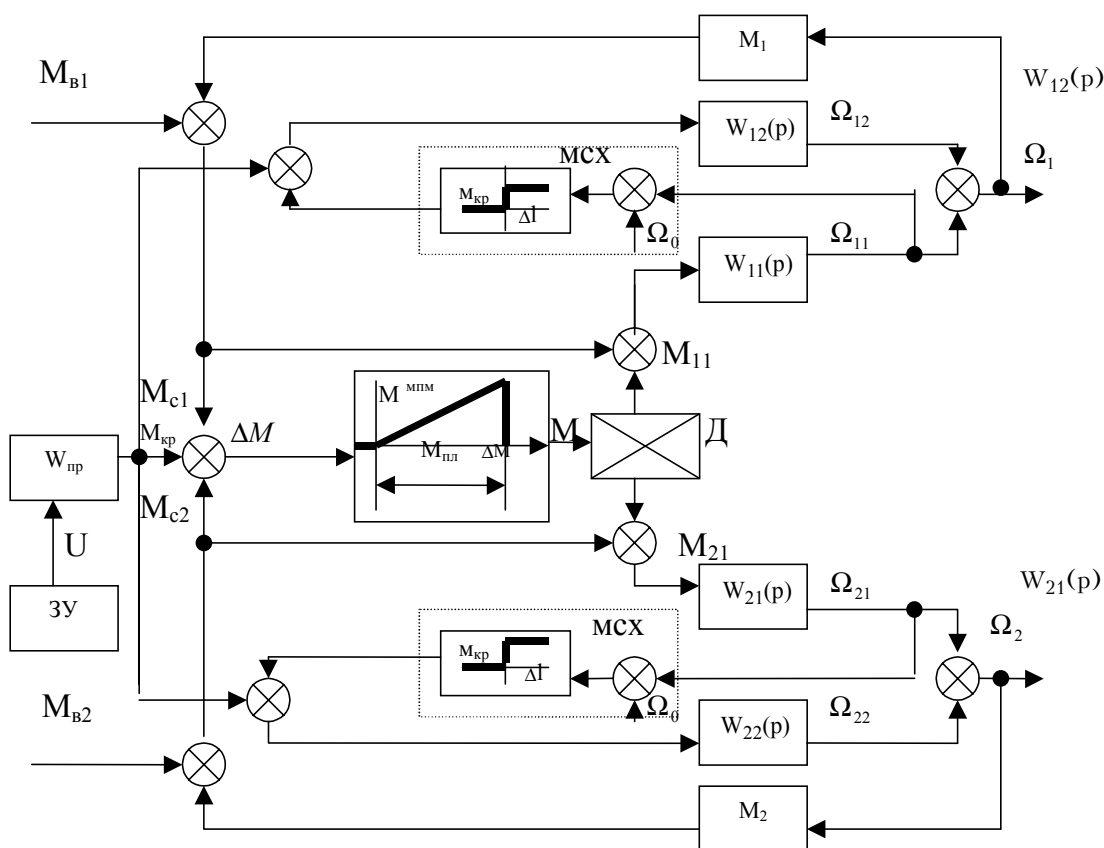 M₁
Mв1
W₁₂(p)
W₁₂(p)
Ω₁₂
Ω₁
мсх
Mкр
Δl
Ω₀
Ω₁₁
W₁₁(p)
M₁₁
Mс1
M мпм
Mкр
ΔM
Mпл
ΔM
M
Д
Wпр
Mс2
U
M₂₁
W₂₁(p)
W₂₁(p)
Ω₂₁
Ω₂
ЗУ
мсх
Mкр
Δl
Ω₀
Mв2
W₂₂(p)
Ω₂₂
M₂